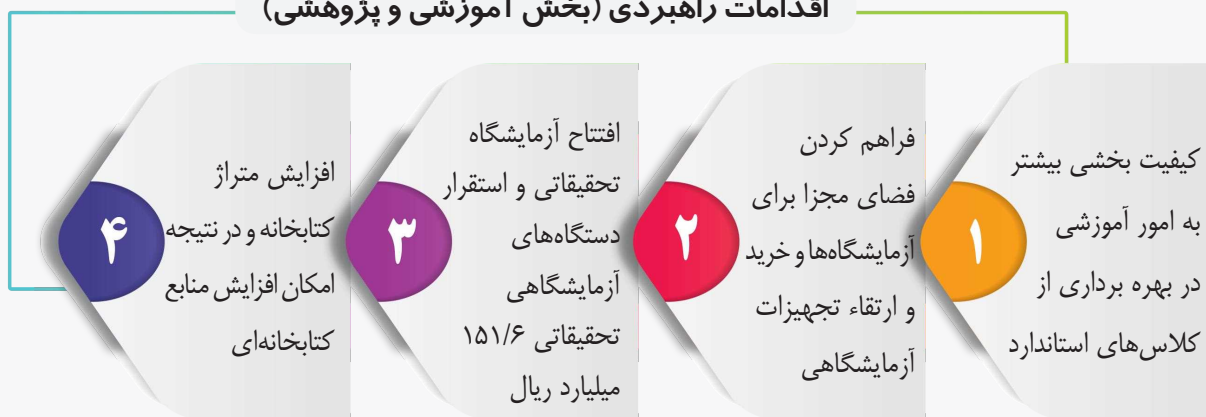 اقدامات راهبردی (بخش آموزشی و پژوهشی)
۱
کیفیت بخشی بیشتر
به امور آموزشی
در بهره برداری از
کلاس‌های استاندارد
۲
فراهم کردن
فضای مجزا برای
آزمایشگاه‌ها و خرید
و ارتقاء تجهیزات
آزمایشگاهی
۳
افتتاح آزمایشگاه
تحقیقاتی و استقرار
دستگاه‌های
آزمایشگاهی
تحقیقاتی ۱۵۱/۶
میلیارد ریال
۴
افزایش متراژ
کتابخانه و در نتیجه
امکان افزایش منابع
کتابخانه‌ای